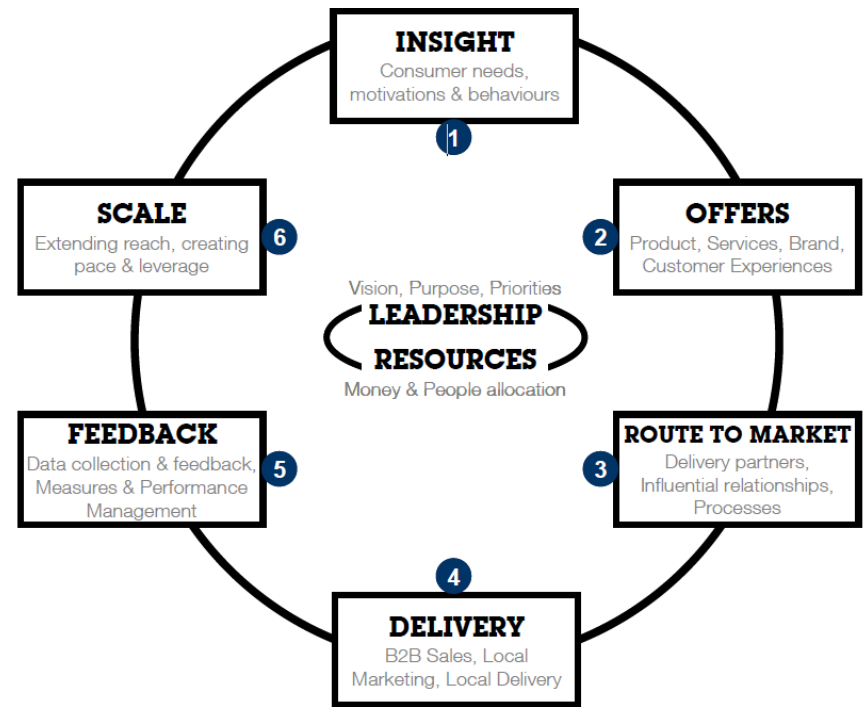 INSIGHT
Consumer needs,
motivations & behaviours
1
OFFERS
Product, Services, Brand,
Customer Experiences
2
ROUTE TO MARKET
Delivery partners,
Influential relationships,
Processes
3
4
DELIVERY
B2B Sales, Local
Marketing, Local Delivery
FEEDBACK
Data collection & feedback,
Measures & Performance
Management
5
SCALE
Extending reach, creating
pace & leverage
6
Vision, Purpose, Priorities
LEADERSHIP
RESOURCES
Money & People allocation